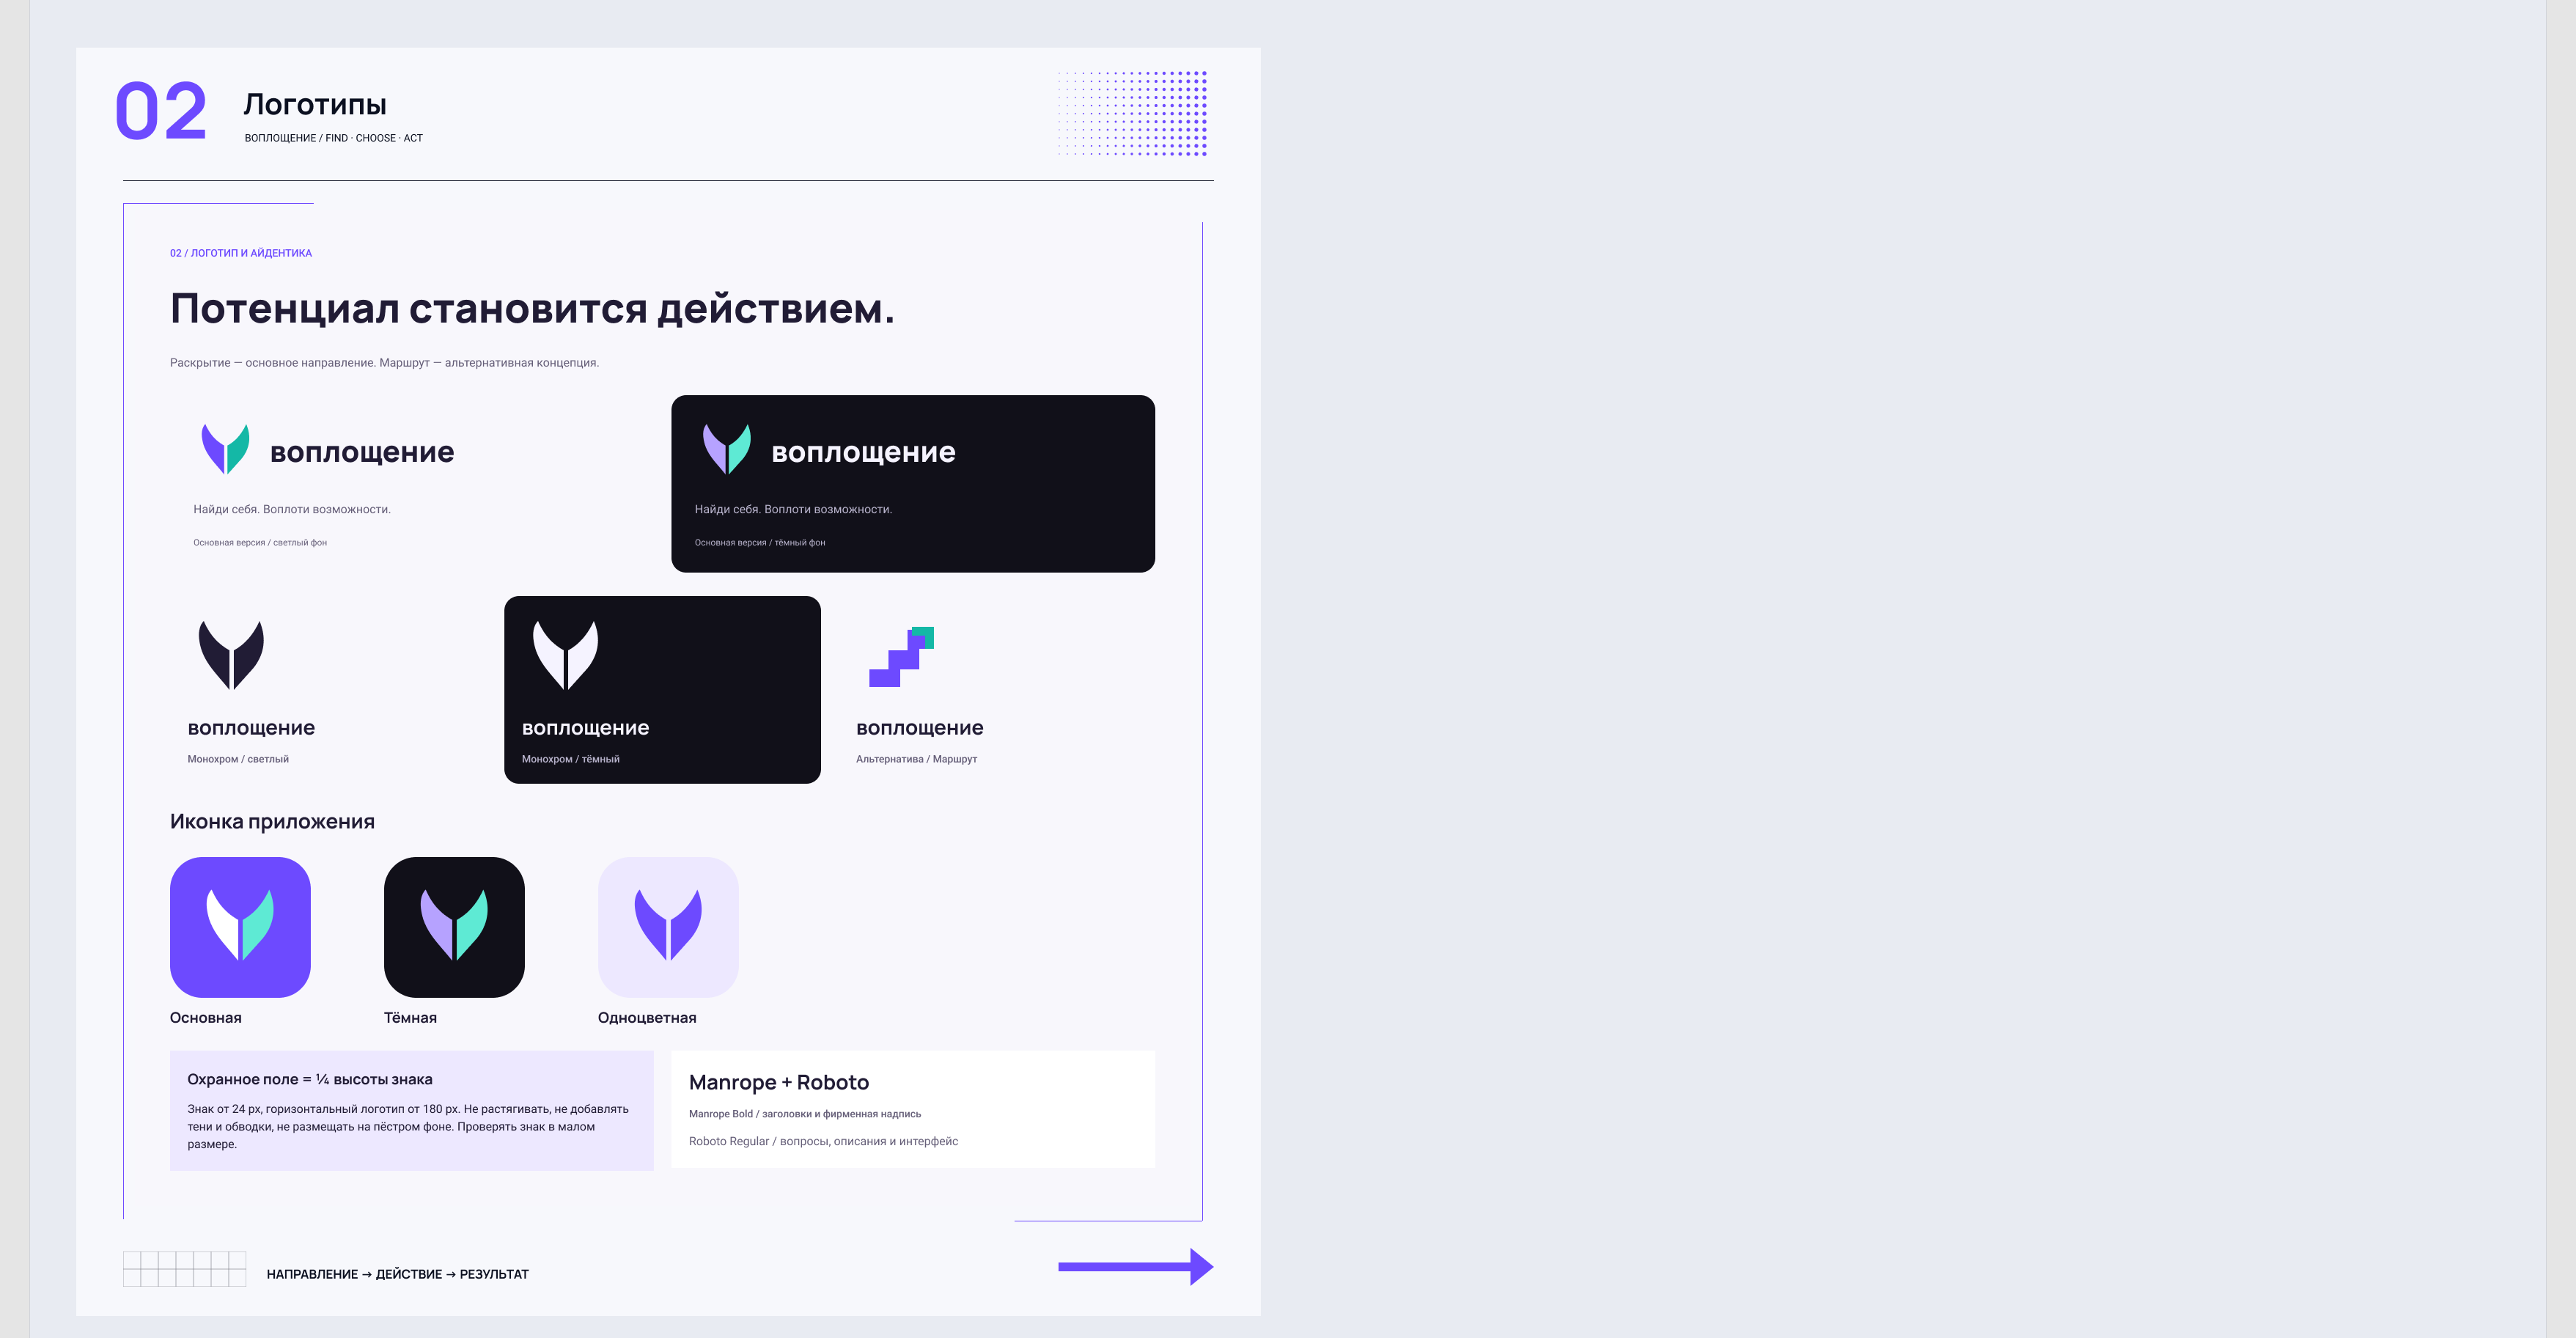 02
Логотипы
ВОПЛОЩЕНИЕ / FIND · CHOOSE · ACT
02 / ЛОГОТИП И АЙДЕНТИКА
Потенциал становится действием.
Раскрытие — основное направление. Маршрут — альтернативная концепция.
воплощение
Найди себя. Воплоти возможности.
Основная версия / светлый фон
воплощение
Найди себя. Воплоти возможности.
Основная версия / тёмный фон
воплощение
Монохром / светлый
воплощение
Монохром / тёмный
воплощение
Альтернатива / Маршрут
Иконка приложения
Основная
Тёмная
Одноцветная
Охранное поле = ¼ высоты знака
Знак от 24 px, горизонтальный логотип от 180 px. Не растягивать, не добавлять
тени и обводки, не размещать на пёстром фоне. Проверять знак в малом
размере.
Manrope + Roboto
Manrope Bold / заголовки и фирменная надпись
Roboto Regular / вопросы, описания и интерфейс
НАПРАВЛЕНИЕ → ДЕЙСТВИЕ → РЕЗУЛЬТАТ